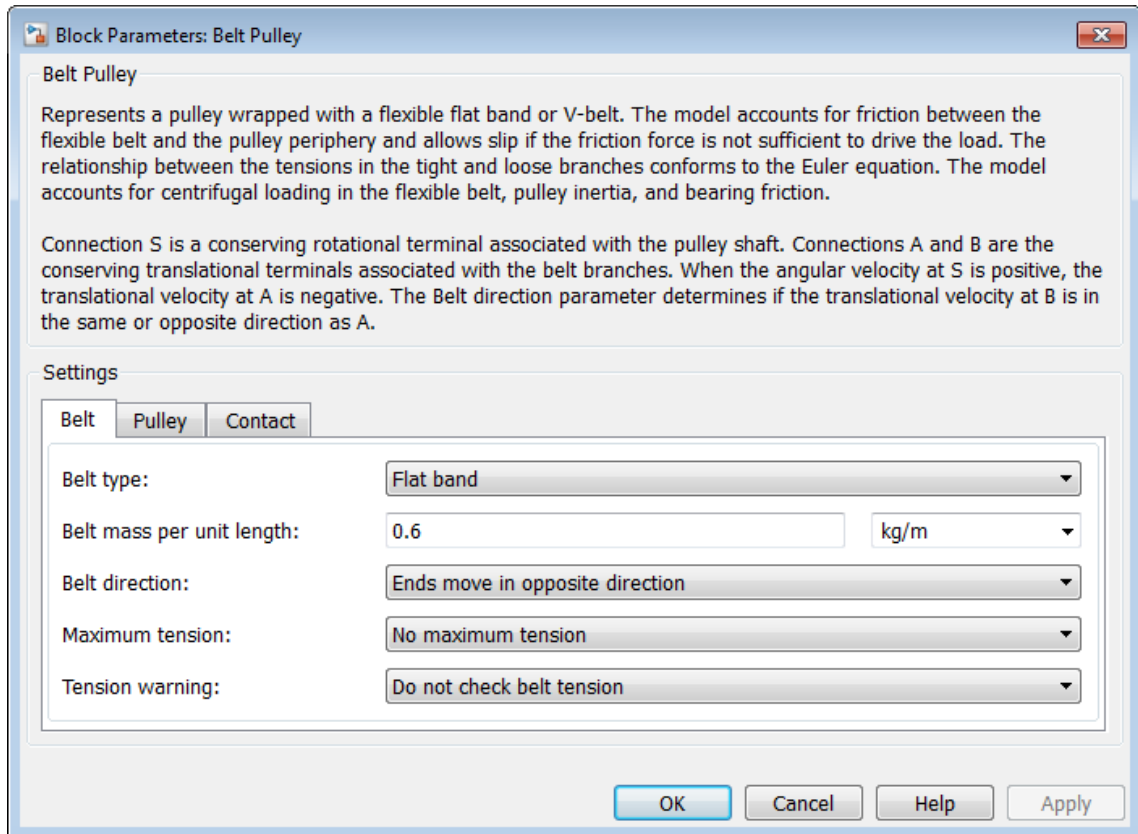 Block Parameters: Belt Pulley
Belt Pulley
Represents a pulley wrapped with a flexible flat band or V-belt. The model accounts for friction between the
flexible belt and the pulley periphery and allows slip if the friction force is not sufficient to drive the load. The
relationship between the tensions in the tight and loose branches conforms to the Euler equation. The model
accounts for centrifugal loading in the flexible belt, pulley inertia, and bearing friction.
Connection S is a conserving rotational terminal associated with the pulley shaft. Connections A and B are the
conserving translational terminals associated with the belt branches. When the angular velocity at S is positive, the
translational velocity at A is negative. The Belt direction parameter determines if the translational velocity at B is in
the same or opposite direction as A.
Settings
Belt Pulley Contact
Belt type: Flat band
Belt mass per unit length: 0.6 kg/m
Belt direction: Ends move in opposite direction
Maximum tension: No maximum tension
Tension warning: Do not check belt tension
OK Cancel Help Apply